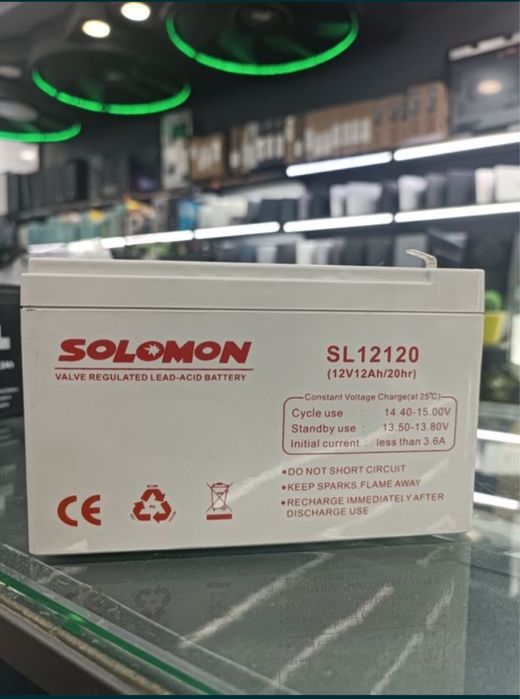 SOLOMON
VALVE REGULATED LEAD-ACID BATTERY
SL12120
(12V12Ah/20hr)
Constant Voltage Charge(at 25℃)
Cycle use : 14.40-15.00V
Standby use : 13.50-13.80V
Initial current : less than 3.6A
•DO NOT SHORT CIRCUIT
•KEEP SPARKS,FLAME AWAY
•RECHARGE IMMEDIATELY AFTER
DISCHARGE USE
CE
Pb